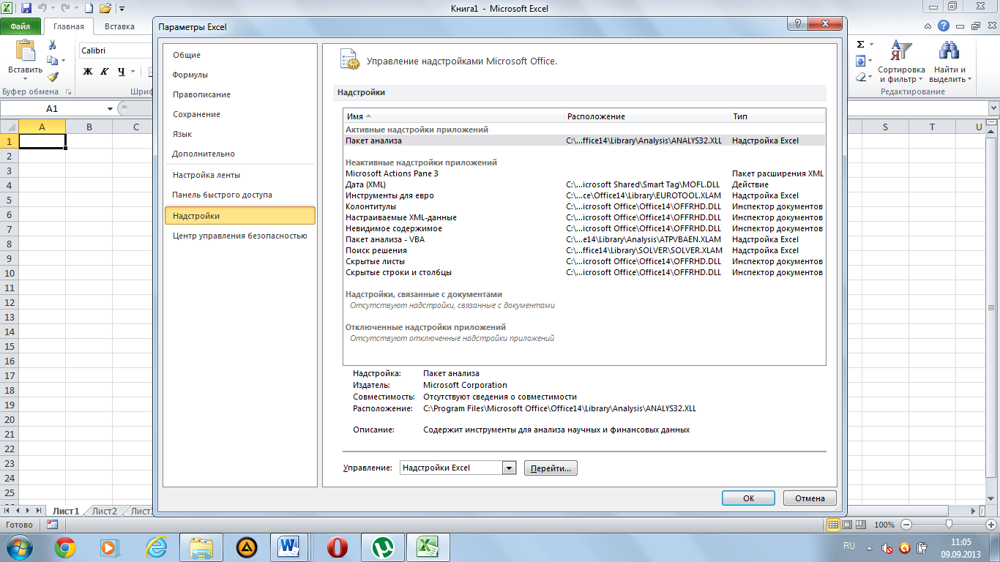 Книга1 - Microsoft Excel
Файл
Главная
Вставка
Вставить
Calibri
Ж К Ч
Буфер обмена
Шриф
Сортировка и фильтр
Найти и выделить
Редактирование
A1
A B C S T U
1
2
3
4
5
6
7
8
9
10
11
12
13
14
15
16
17
18
19
20
21
22
23
24
25
Параметры Excel
Общие
Формулы
Правописание
Сохранение
Язык
Дополнительно
Настройка ленты
Панель быстрого доступа
Надстройки
Центр управления безопасностью
Управление надстройками Microsoft Office.
Надстройки
Имя Расположение Тип
Активные надстройки приложений
Пакет анализа C:\...ffice14\Library\Analysis\ANALYS32.XLL Надстройка Excel
Неактивные надстройки приложений
Microsoft Actions Pane 3 Пакет расширения XML
Дата (XML) C:\...icrosoft Shared\Smart Tag\MOFL.DLL Действие
Инструменты для евро C:\...ce\Office14\Library\EUROTOOL.XLAM Надстройка Excel
Колонтитулы C:\...icrosoft Office\Office14\OFFRHD.DLL Инспектор документов
Настраиваемые XML-данные C:\...icrosoft Office\Office14\OFFRHD.DLL Инспектор документов
Невидимое содержимое C:\...icrosoft Office\Office14\OFFRHD.DLL Инспектор документов
Пакет анализа - VBA C:\...e14\Library\Analysis\ATPVBAEN.XLAM Надстройка Excel
Поиск решения C:\...ffice14\Library\SOLVER\SOLVER.XLAM Надстройка Excel
Скрытые листы C:\...icrosoft Office\Office14\OFFRHD.DLL Инспектор документов
Скрытые строки и столбцы C:\...icrosoft Office\Office14\OFFRHD.DLL Инспектор документов
Надстройки, связанные с документами
Отсутствуют надстройки, связанные с документами
Отключенные надстройки приложений
Отсутствуют отключенные надстройки приложений
Надстройка: Пакет анализа
Издатель: Microsoft Corporation
Совместимость: Отсутствуют сведения о совместимости
Расположение: C:\Program Files\Microsoft Office\Office14\Library\Analysis\ANALYS32.XLL
Описание: Содержит инструменты для анализа научных и финансовых данных
Управление: Надстройки Excel Перейти...
ОК Отмена
Лист1 Лист2 Лист
Готово 100%
RU 11:05
09.09.2013